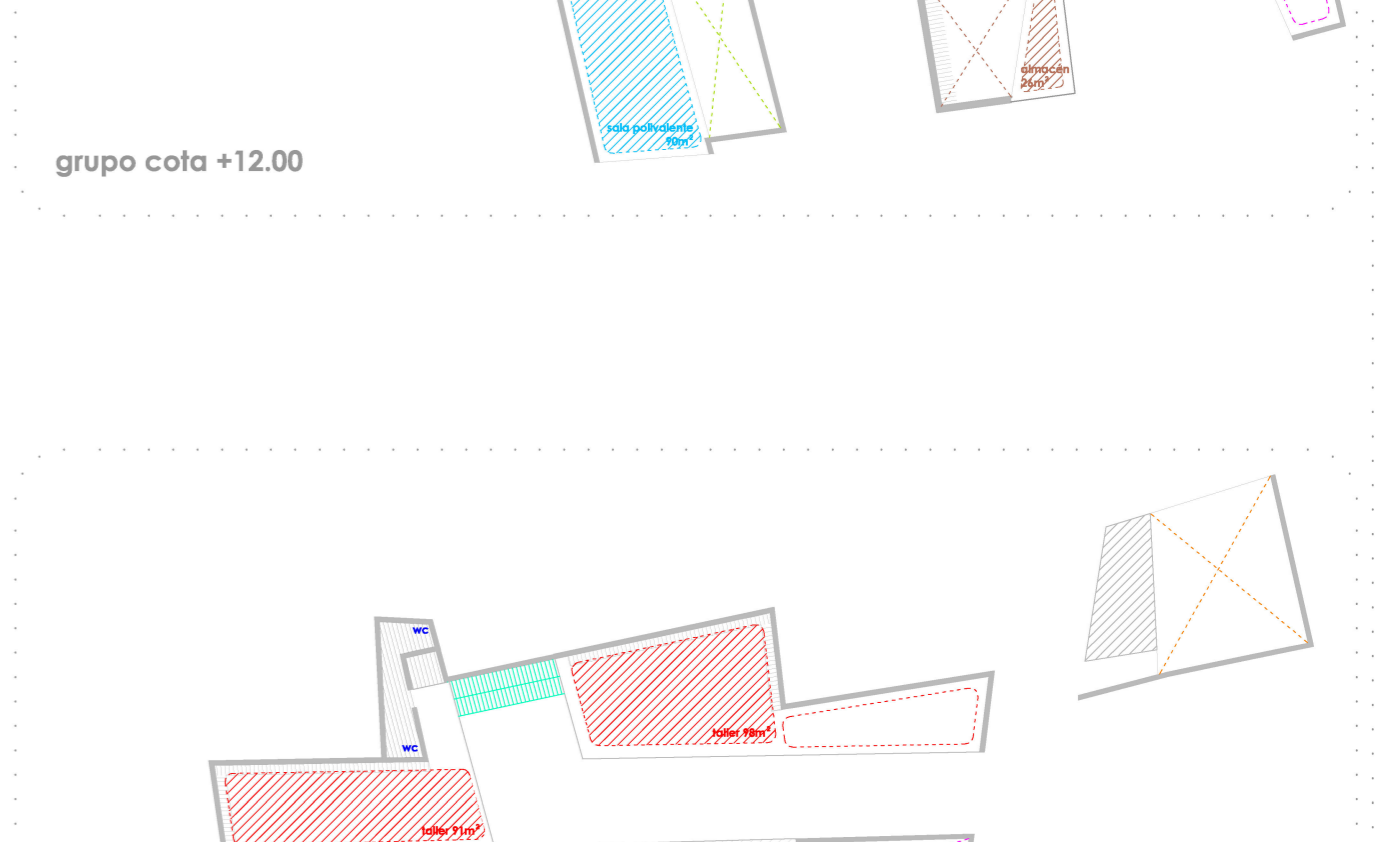 almacén
26m²
sala polivalente
90m²
grupo cota +12.00
wc
taller 98m²
wc
taller 91m²